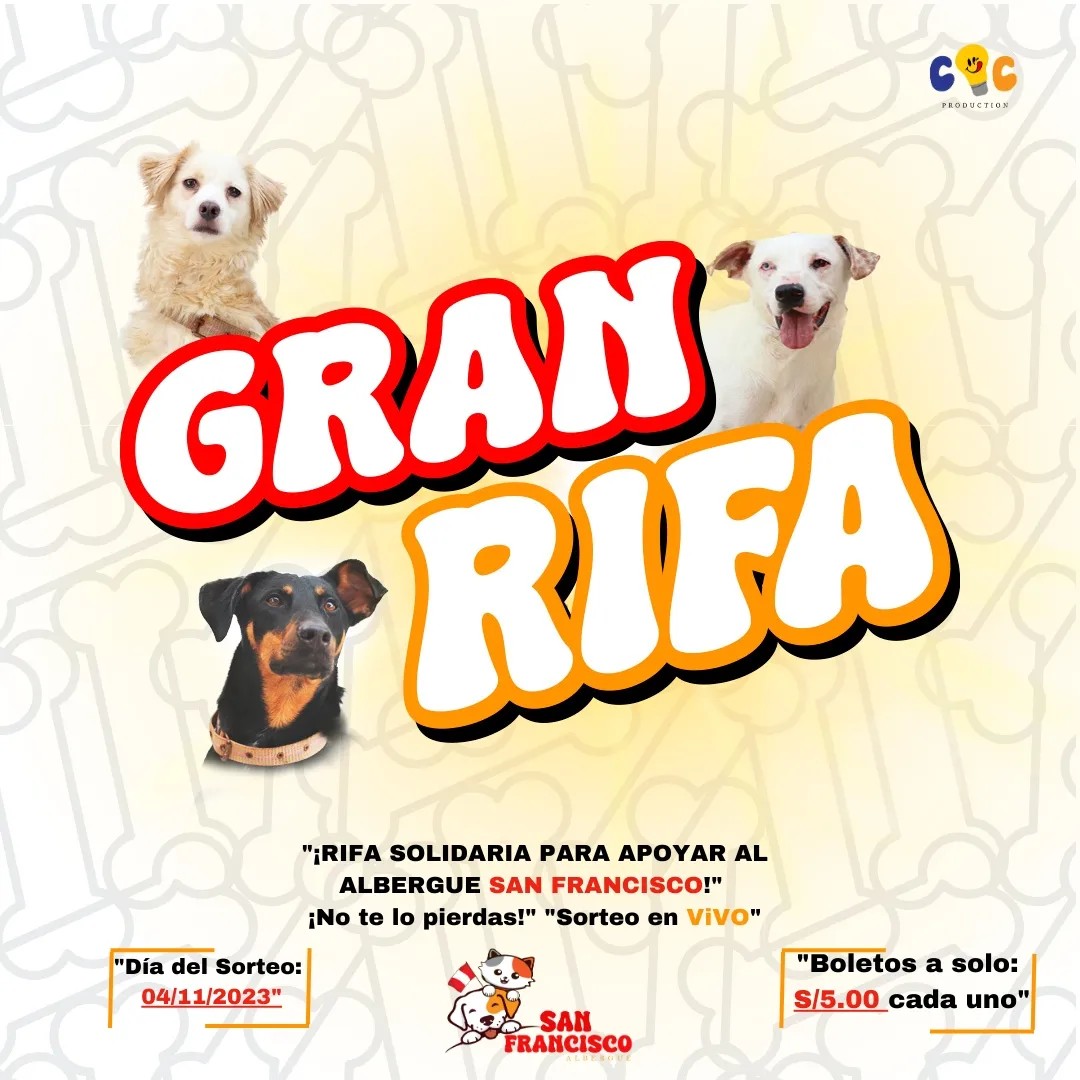 C C
PRODUCTION
GRAN
RIFA
"¡RIFA SOLIDARIA PARA APOYAR AL
ALBERGUE SAN FRANCISCO!"
¡No te lo pierdas!" "Sorteo en ViVO"
"Día del Sorteo:
04/11/2023"
SAN
FRANCISCO
ALBERGUE
"Boletos a solo:
S/5.00 cada uno"